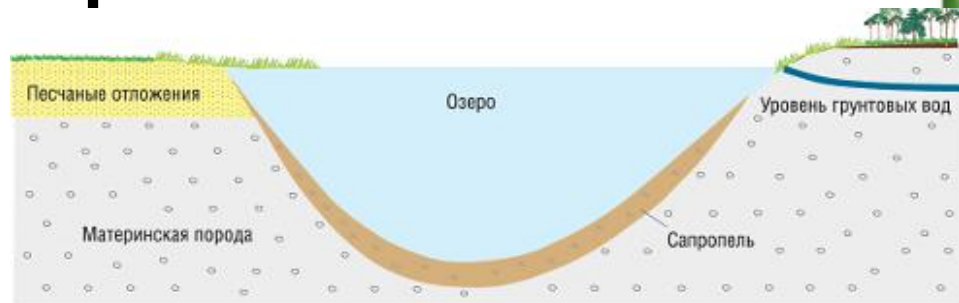 Песчаные отложения
Озеро
Уровень грунтовых вод
Материнская порода
Сапропель